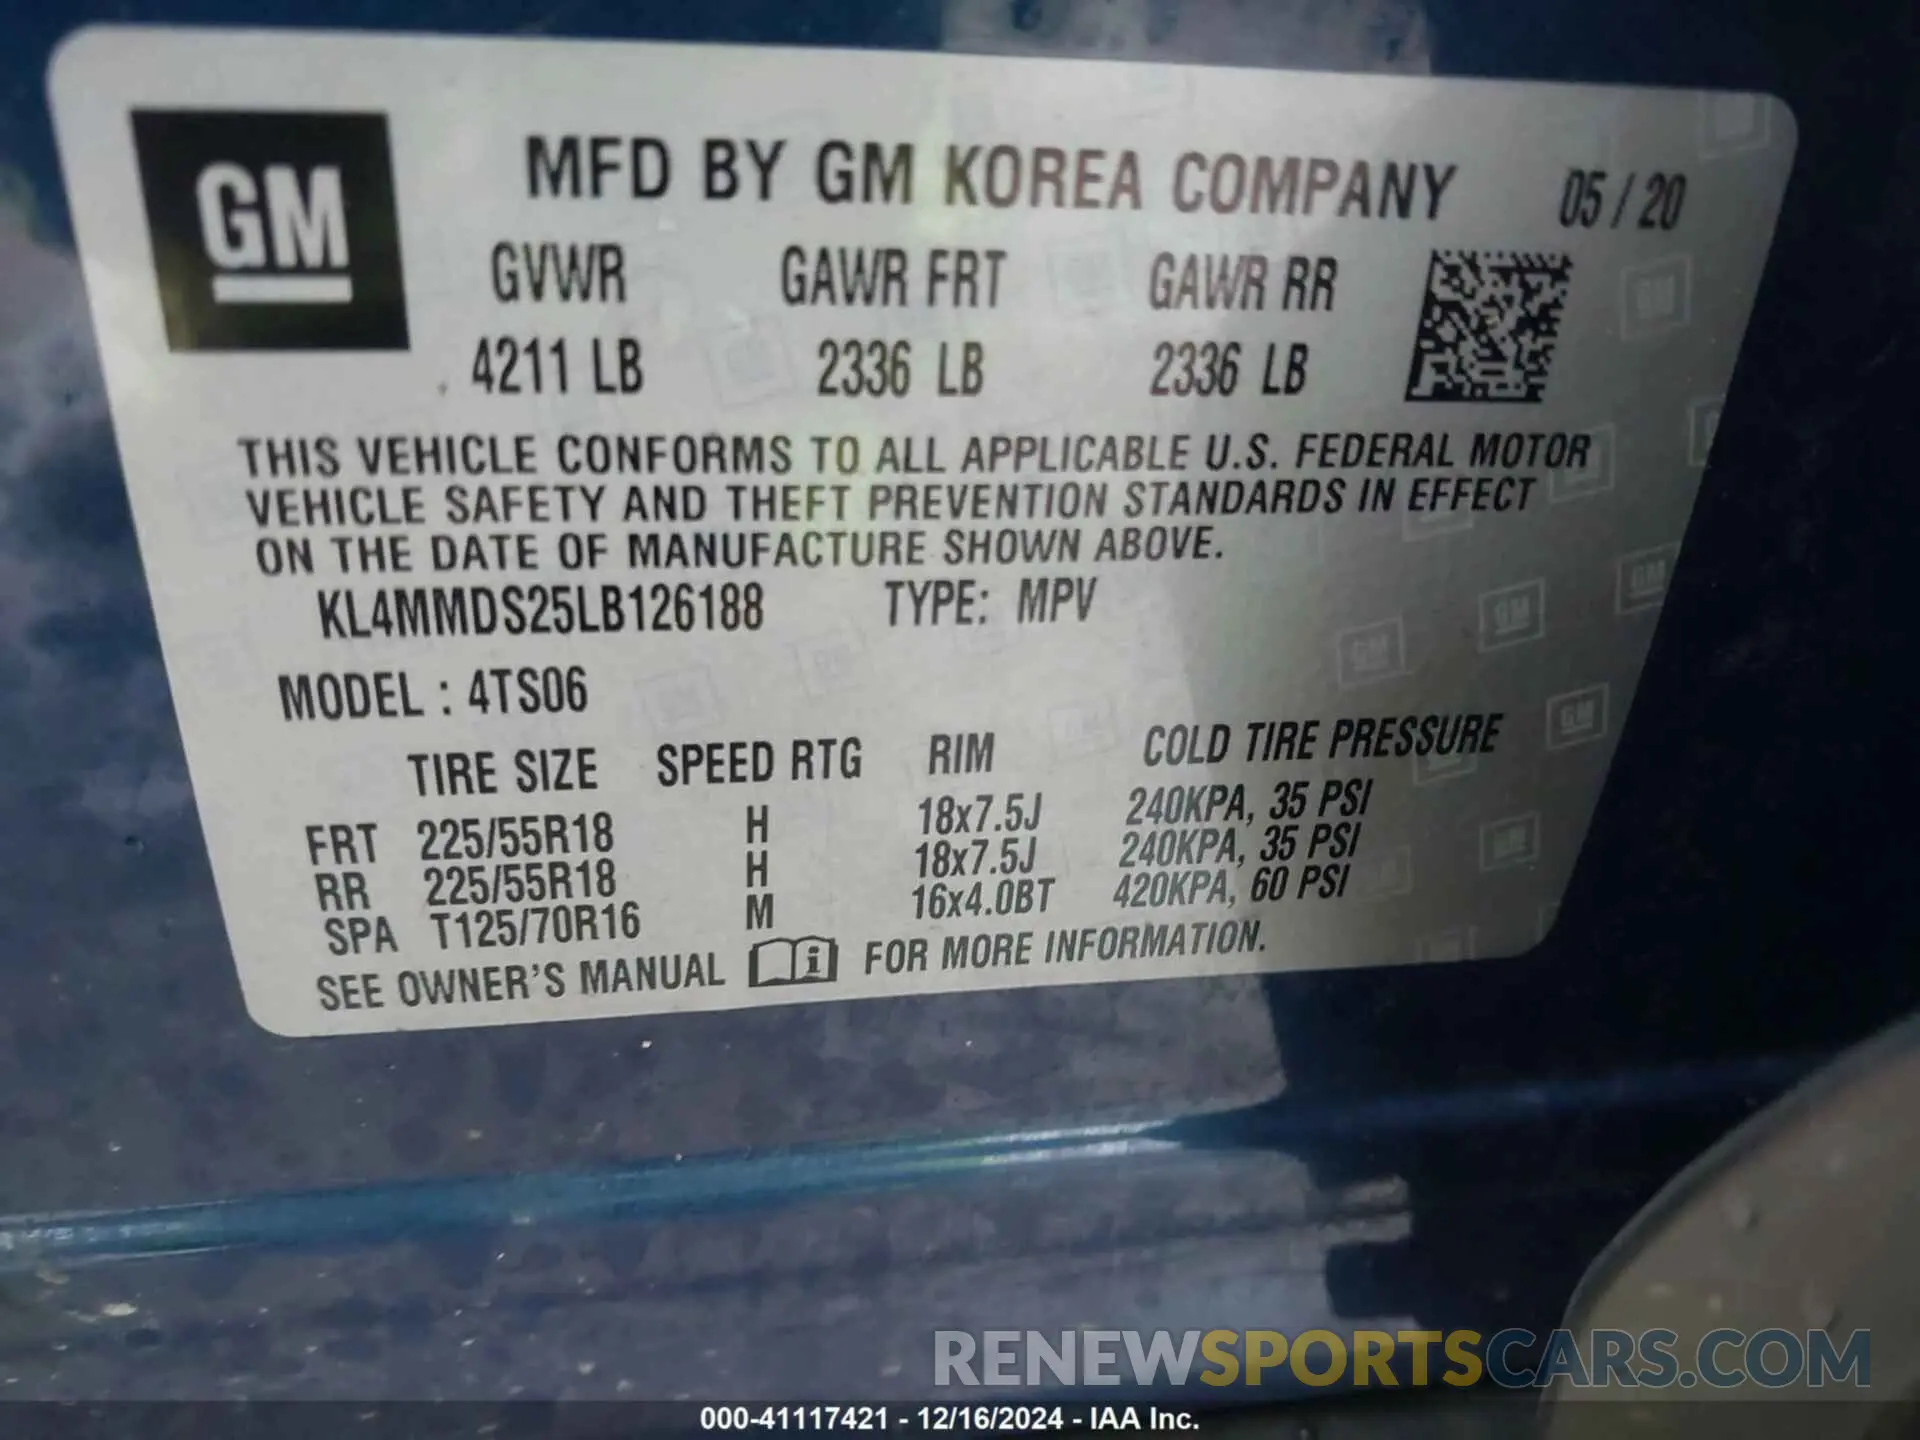 GM
MFD BY GM KOREA COMPANY 05 / 20
GVWR GAWR FRT GAWR RR
4211 LB 2336 LB 2336 LB
THIS VEHICLE CONFORMS TO ALL APPLICABLE U.S. FEDERAL MOTOR
VEHICLE SAFETY AND THEFT PREVENTION STANDARDS IN EFFECT
ON THE DATE OF MANUFACTURE SHOWN ABOVE.
KL4MMDS25LB126188 TYPE: MPV
MODEL : 4TS06
TIRE SIZE SPEED RTG RIM COLD TIRE PRESSURE
FRT 225/55R18 H 18x7.5J 240KPA, 35 PSI
RR 225/55R18 H 18x7.5J 240KPA, 35 PSI
SPA T125/70R16 M 16x4.0BT 420KPA, 60 PSI
SEE OWNER'S MANUAL i FOR MORE INFORMATION.
RENEWSPORTSCARS.COM
000-41117421 - 12/16/2024 - IAA Inc.